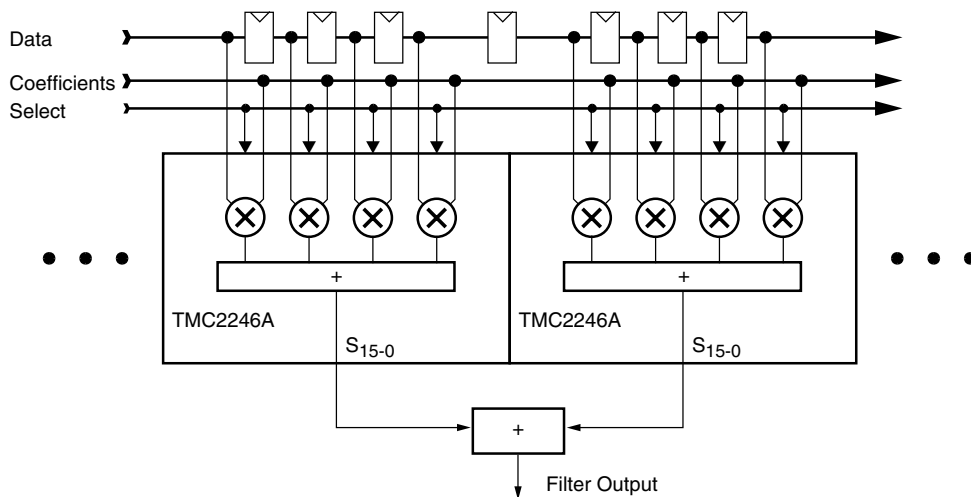 Data
Coefficients
Select
+
+
TMC2246A
TMC2246A
S15-0
S15-0
+
Filter Output